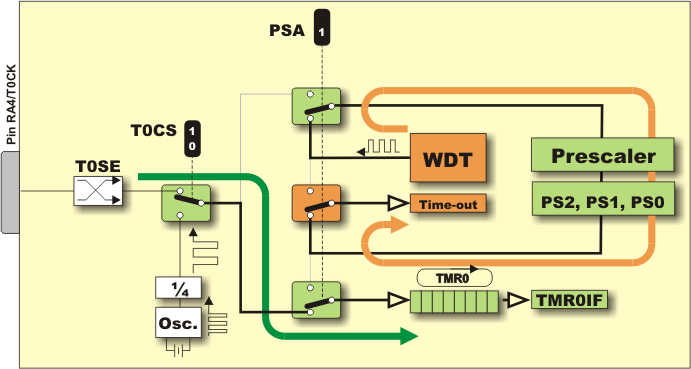 PSA
1
Pin RA4/T0CK
T0CS
1
0
T0SE
WDT
Prescaler
PS2, PS1, PS0
Time-out
TMR0
TMR0IF
¼
Osc.